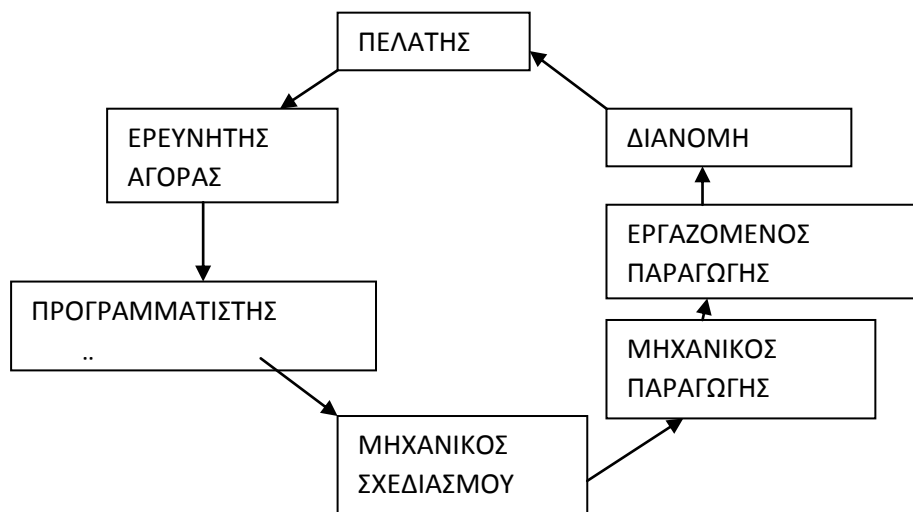 ΠΕΛΑΤΗΣ
ΕΡΕΥΝΗΤΗΣ
ΑΓΟΡΑΣ
ΔΙΑΝΟΜΗ
ΕΡΓΑΖΟΜΕΝΟΣ
ΠΑΡΑΓΩΓΗΣ
ΠΡΟΓΡΑΜΜΑΤΙΣΤΗΣ
..
ΜΗΧΑΝΙΚΟΣ
ΠΑΡΑΓΩΓΗΣ
ΜΗΧΑΝΙΚΟΣ
ΣΧΕΔΙΑΣΜΟΥ